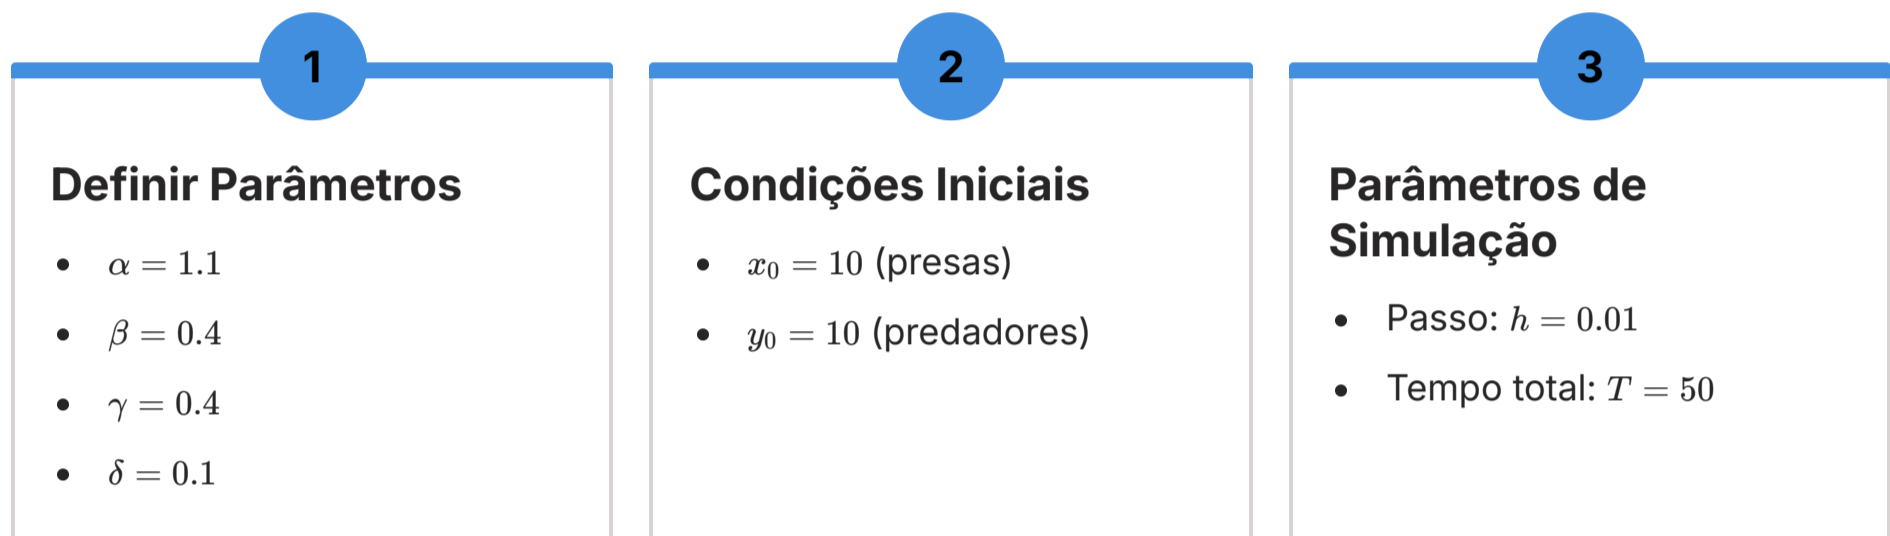 1
Definir Parâmetros
• α = 1.1
• β = 0.4
• γ = 0.4
• δ = 0.1
2
Condições Iniciais
• x₀ = 10 (presas)
• y₀ = 10 (predadores)
3
Parâmetros de
Simulação
• Passo: h = 0.01
• Tempo total: T = 50